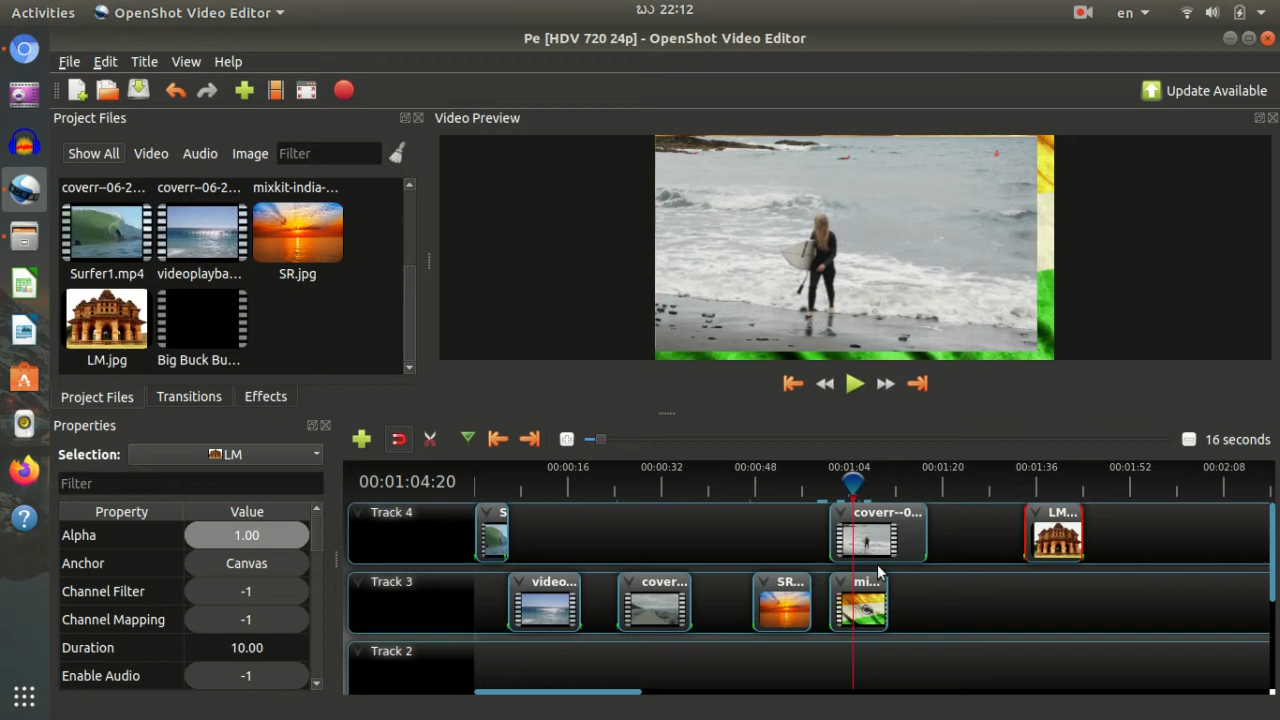 Activities OpenShot Video Editor ໑໐ 22:12 en
Pe [HDV 720 24p] - OpenShot Video Editor
File Edit Title View Help
Update Available
Project Files Video Preview
Show All Video Audio Image Filter
coverr--06-2... coverr--06-2... mixkit-india-...
Surfer1.mp4 videoplayba... SR.jpg
LM.jpg Big Buck Bu...
Project Files Transitions Effects
Properties
Selection: LM
16 seconds
Filter
00:01:04:20
00:00:16 00:00:32 00:00:48 00:01:04 00:01:20 00:01:36 00:01:52 00:02:08
Property Value
Alpha 1.00
Anchor Canvas
Channel Filter -1
Channel Mapping -1
Duration 10.00
Enable Audio -1
Track 4 S coverr--0... LM...
Track 3 video... cover... SR... mi...
Track 2